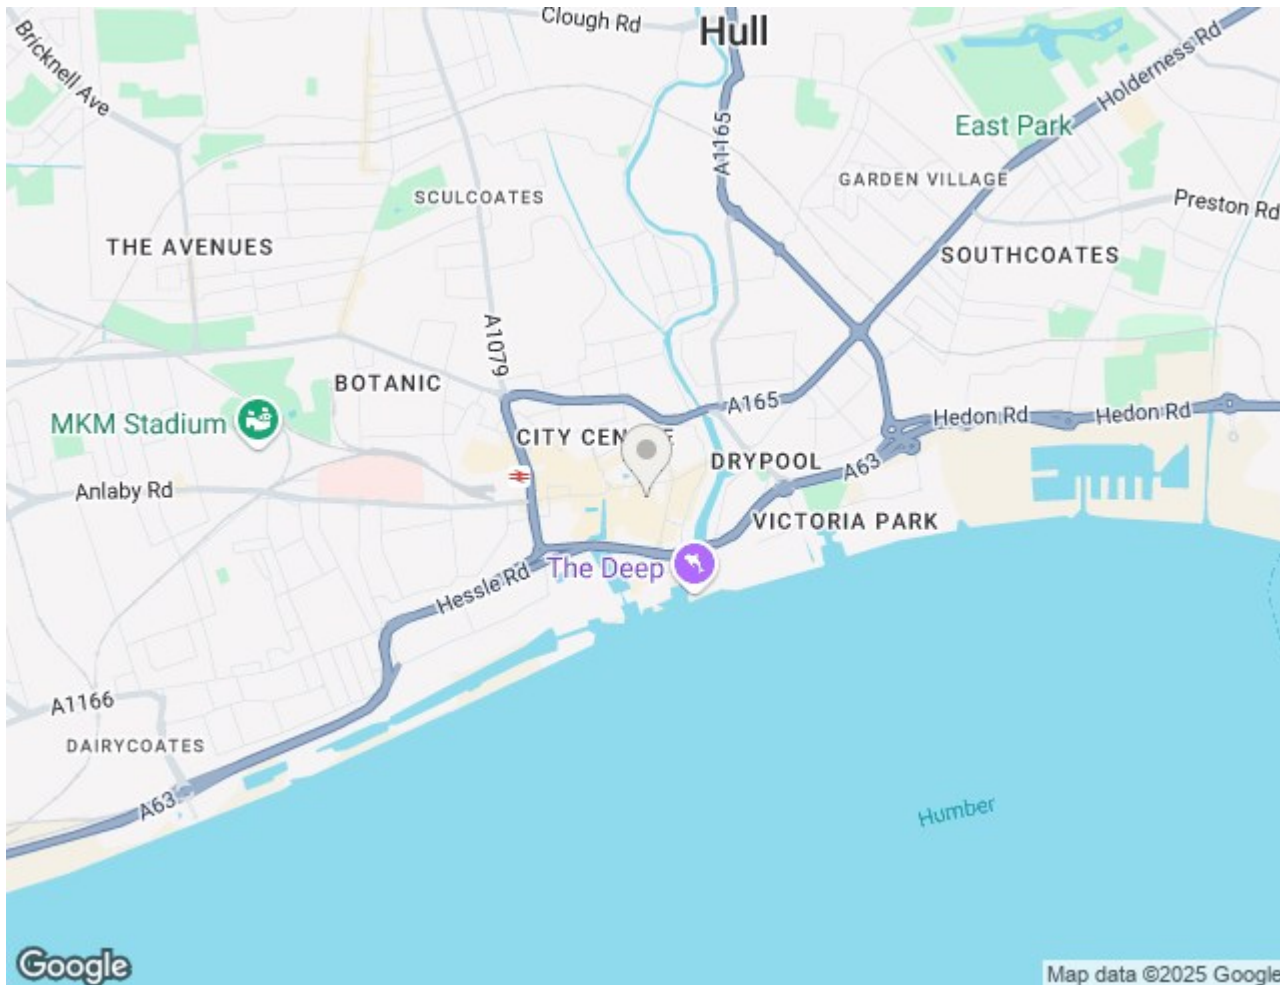 Clough Rd
Hull
Bricknell Ave
Holderness Rd
A1165
East Park
GARDEN VILLAGE
SCULCOATES
Preston Rd
THE AVENUES
SOUTHCOATES
A1079
BOTANIC
A165
MKM Stadium
Hedon Rd
Hedon Rd
CITY CENTRE
DRYPOOL
A63
Anlaby Rd
VICTORIA PARK
The Deep
Hessle Rd
A1166
DAIRYCOATES
A63
Humber
Google
Map data ©2025 Google